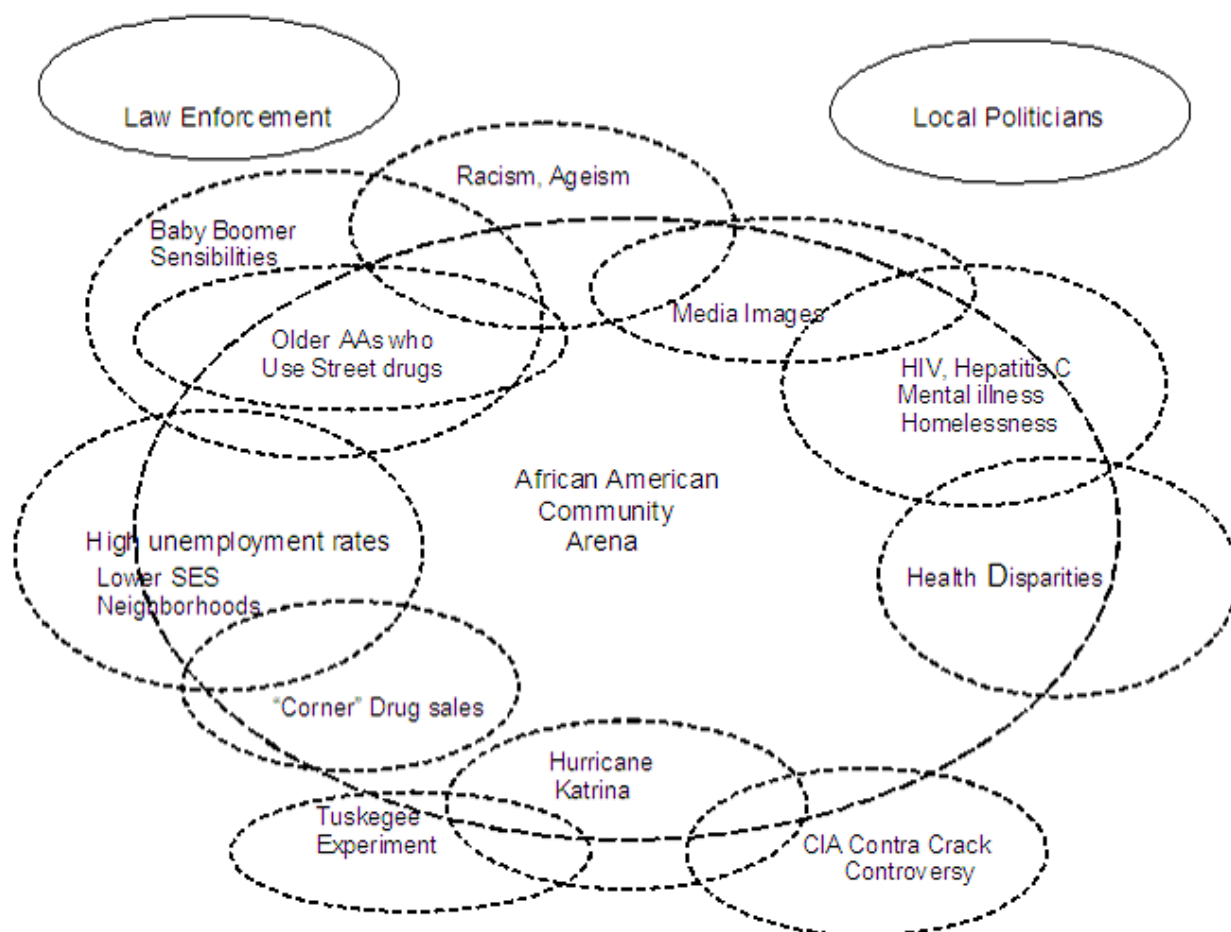 Law Enforcement
Local Politicians
Racism, Ageism
Baby Boomer
Sensibilities
Media Images
Older AAs who
Use Street drugs
HIV, Hepatitis C
Mental illness
Homelessness
African American
Community
Arena
High unemployment rates
Lower SES
Neighborhoods
Health Disparities
“Corner” Drug sales
Hurricane
Katrina
Tuskegee
Experiment
CIA Contra Crack
Controversy